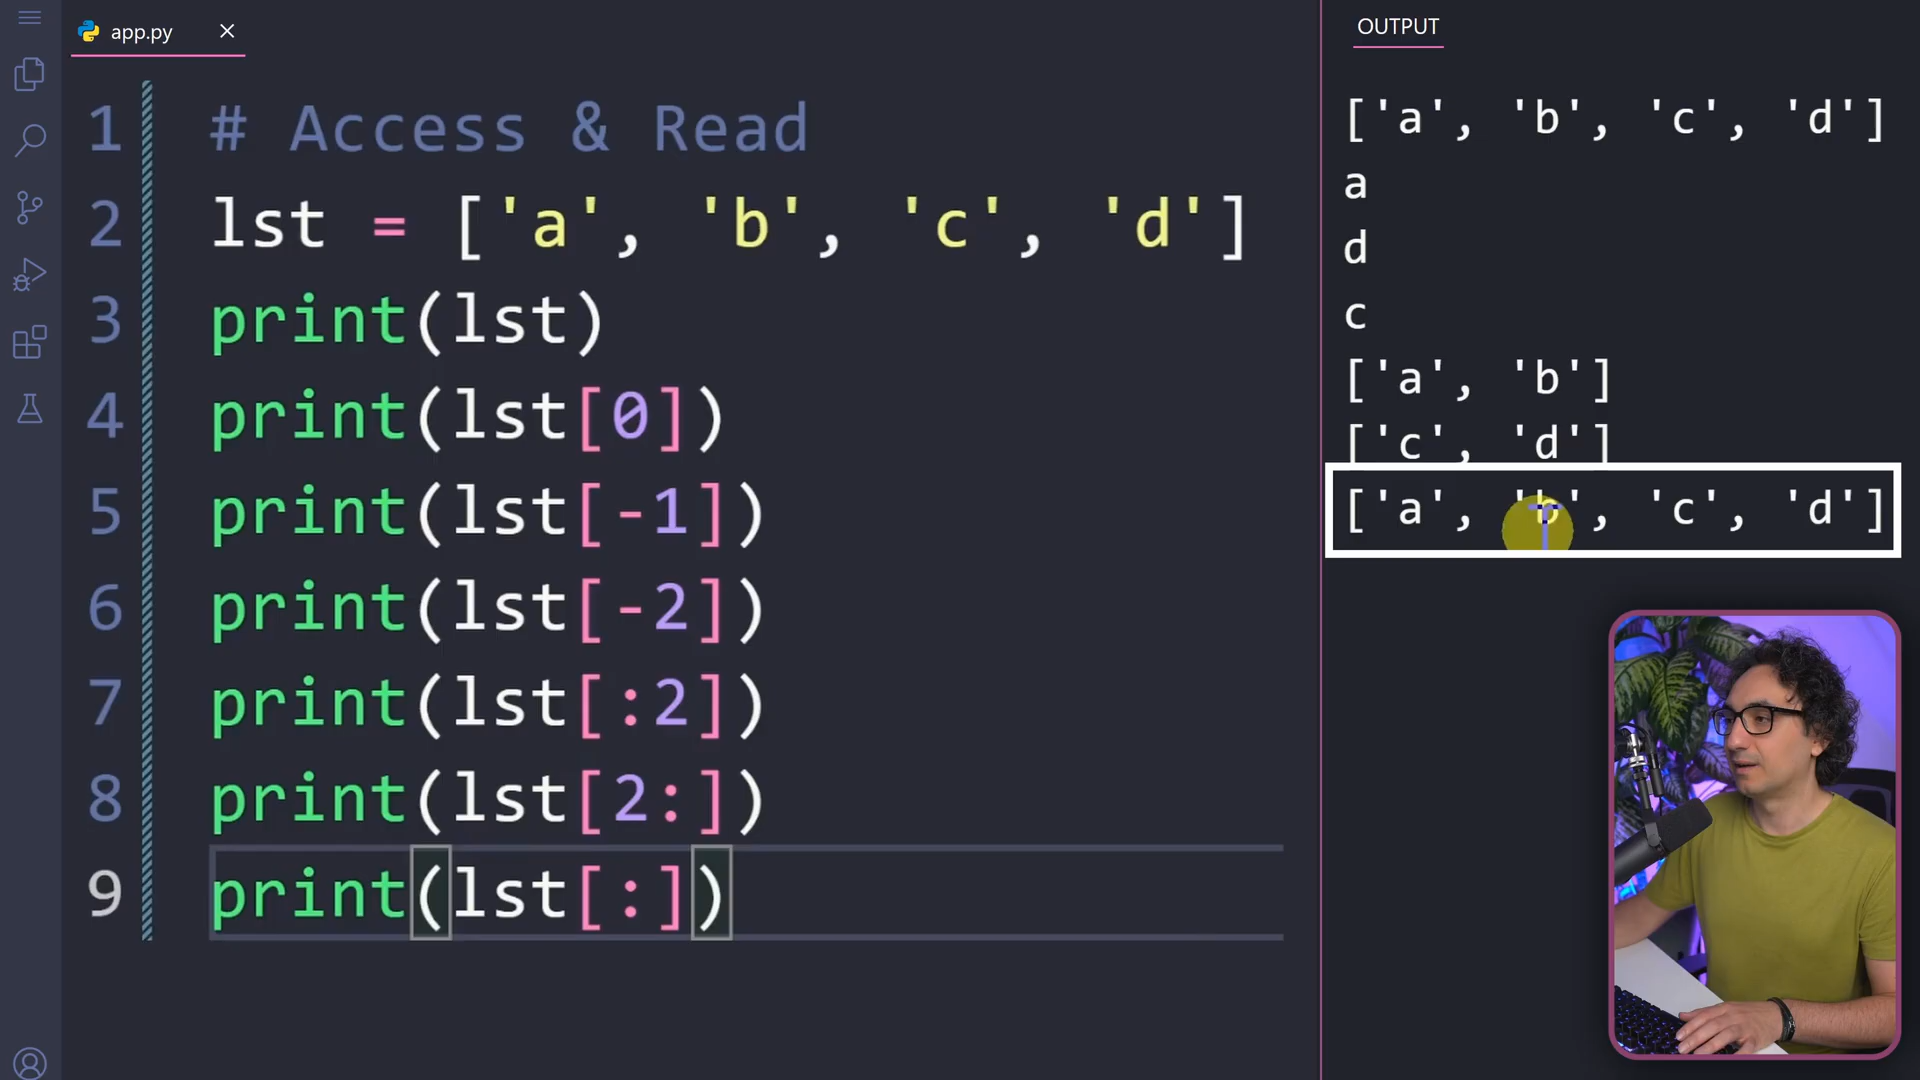 app.py
1 # Access & Read
2 lst = ['a', 'b', 'c', 'd']
3 print(lst)
4 print(lst[0])
5 print(lst[-1])
6 print(lst[-2])
7 print(lst[:2])
8 print(lst[2:])
9 print(lst[:])
OUTPUT
['a', 'b', 'c', 'd']
a
d
c
['a', 'b']
['c', 'd']
['a', 'b', 'c', 'd']